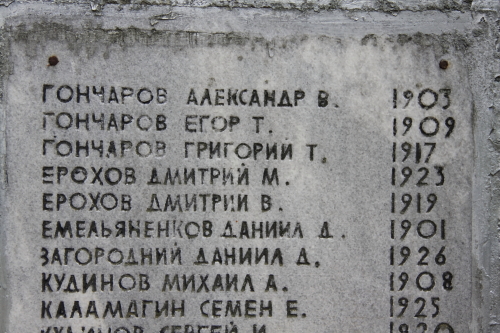 ГОНЧАРОВ АЛЕКСАНДР В. 1903
ГОНЧАРОВ ЕГОР Т. 1909
ГОНЧАРОВ ГРИГОРИЙ Т. 1917
ЕРОХОВ ДМИТРИЙ М. 1923
ЕРОХОВ ДМИТРИЙ В. 1919
ЕМЕЛЬЯНЕНКОВ ДАНИИЛ Д. 1901
ЗАГОРОДНИЙ ДАНИИЛ Д. 1926
КУДИНОВ МИХАИЛ А. 1908
КАЛАМАГИН СЕМЕН Е. 1925
СЕРГЕЙ И.